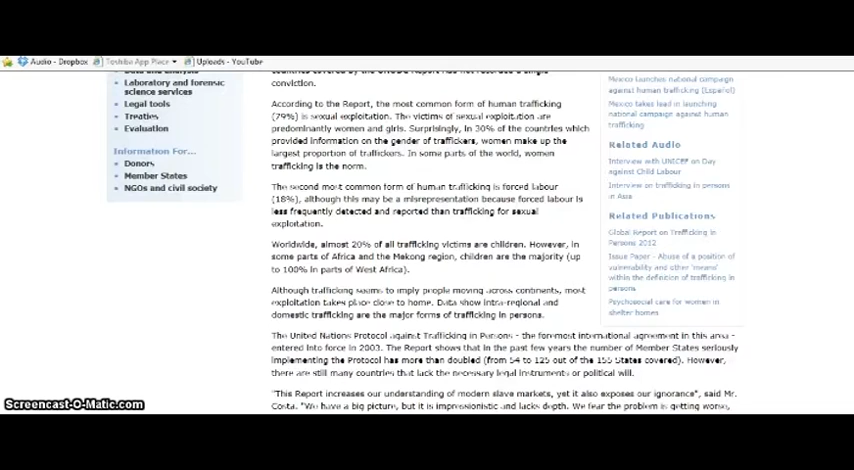 Audio - Dropbox Toshiba App Place Uploads - YouTube
Laboratory and forensic
science services
Legal tools
Treaties
Evaluation
Information For...
Donors
Member States
NGOs and civil society
countries covered by the UNODC Report has not recorded a single
conviction.
According to the Report, the most common form of human trafficking
(79%) is sexual exploitation. The victims of sexual exploitation are
predominantly women and girls. Surprisingly, in 30% of the countries which
provided information on the gender of traffickers, women make up the
largest proportion of traffickers. In some parts of the world, women
trafficking women is the norm.
The second most common form of human trafficking is forced labour
(18%), although this may be a misrepresentation because forced labour is
less frequently detected and reported than trafficking for sexual
exploitation.
Worldwide, almost 20% of all trafficking victims are children. However, in
some parts of Africa and the Mekong region, children are the majority (up
to 100% in parts of West Africa).
Although trafficking seems to imply people moving across continents, most
exploitation takes place close to home. Data show intra-regional and
domestic trafficking are the major forms of trafficking in persons.
The United Nations Protocol against Trafficking in Persons - the foremost international agreement in this area -
entered into force in 2003. The Report shows that in the past few years the number of Member States seriously
implementing the Protocol has more than doubled (from 54 to 125 out of the 155 States covered). However,
there are still many countries that lack the necessary legal instruments or political will.
"This Report increases our understanding of modern slave markets, yet it also exposes our ignorance", said Mr.
Costa. "We have a big picture, but it is impressionistic and lacks depth. We fear the problem is getting worse,
Mexico launches national campaign
against human trafficking (Español)
Mexico takes lead in launching
national campaign against human
trafficking
Related Audio
Interview with UNICEF on Day
against Child Labour
Interview on trafficking in persons
in Asia
Related Publications
Global Report on Trafficking in
Persons 2012
Issue Paper - Abuse of a position of
vulnerability and other 'means'
within the definition of trafficking in
persons
Psychosocial care for women in
shelter homes
Screencast-O-Matic.com